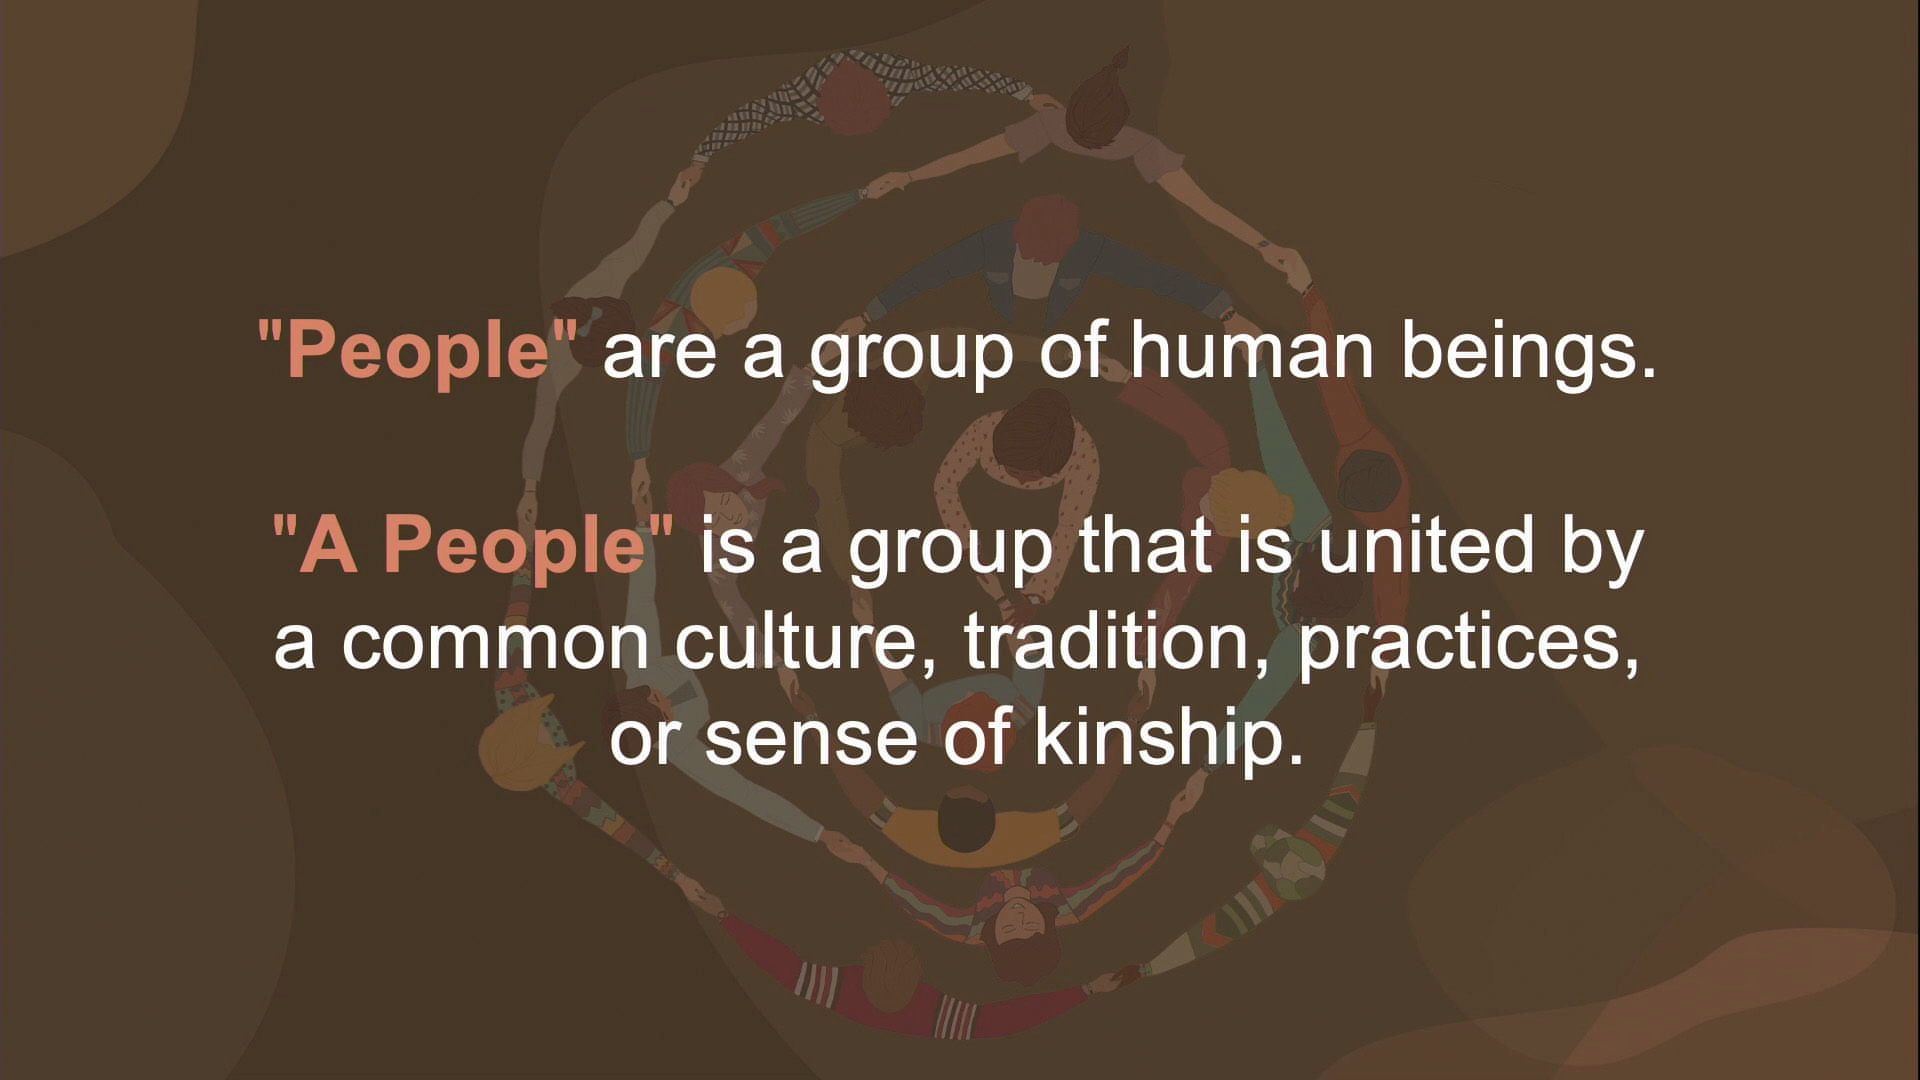 "People" are a group of human beings.
"A People" is a group that is united by
a common culture, tradition, practices,
or sense of kinship.